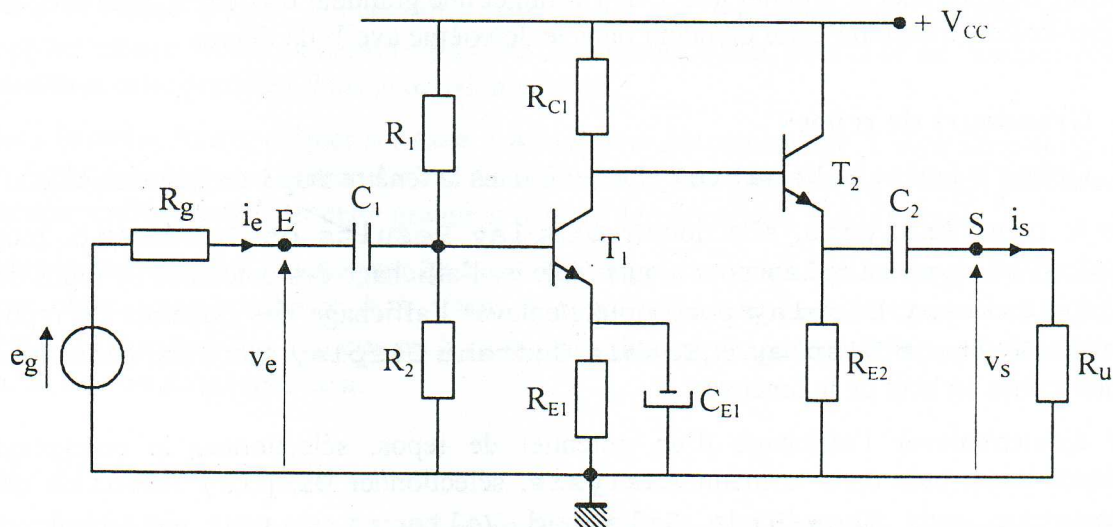 + V_CC
R_C1
R_1
T_2
R_g
i_e
E
C_1
C_2
S
i_s
T_1
e_g
v_e
R_2
R_E1
C_E1
R_E2
v_s
R_u